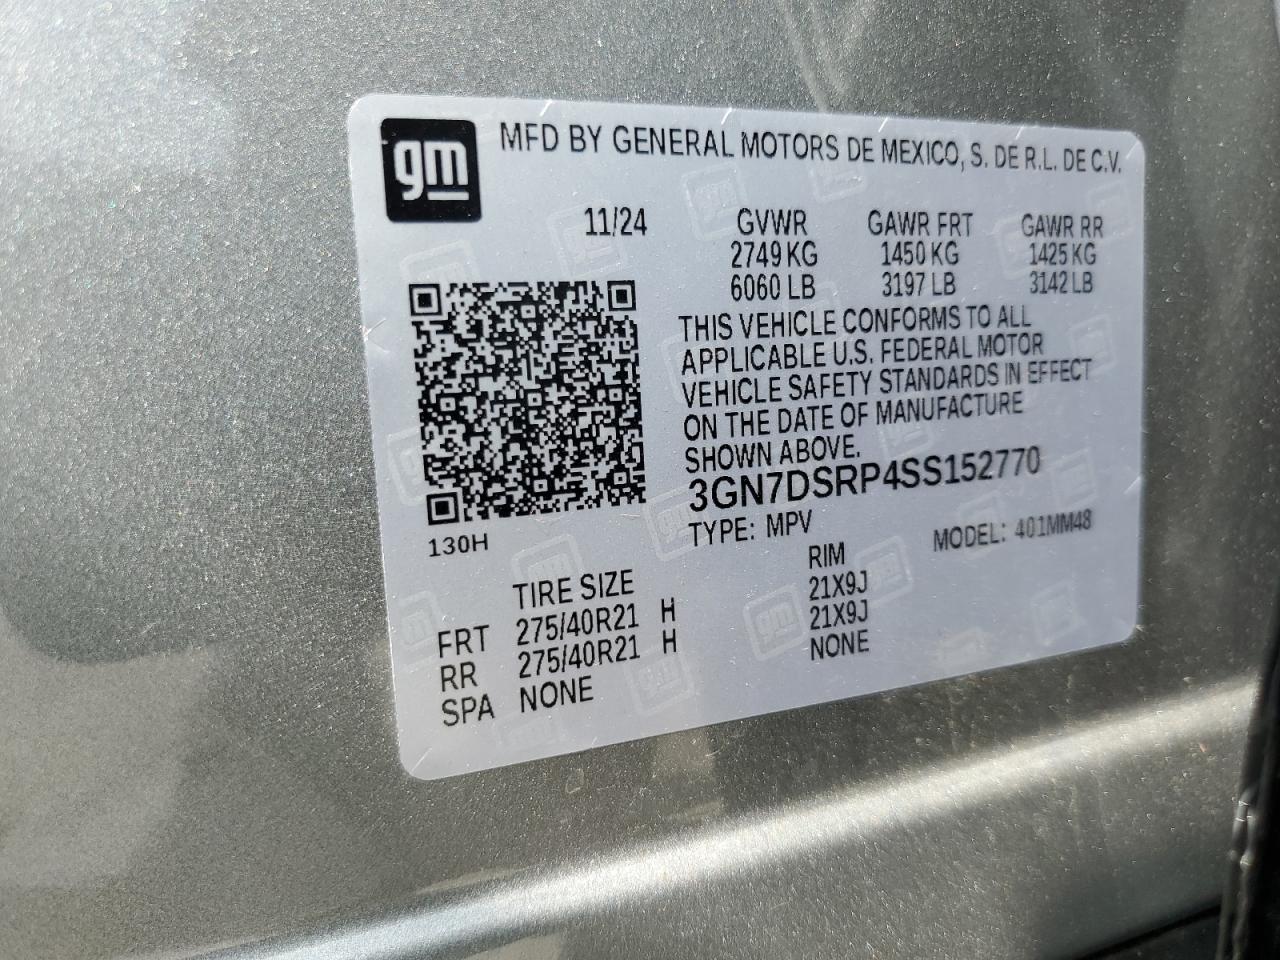 gm
MFD BY GENERAL MOTORS DE MEXICO, S. DE R.L. DE C.V.
11/24 GVWR GAWR FRT GAWR RR
2749 KG 1450 KG 1425 KG
6060 LB 3197 LB 3142 LB
THIS VEHICLE CONFORMS TO ALL
APPLICABLE U.S. FEDERAL MOTOR
VEHICLE SAFETY STANDARDS IN EFFECT
ON THE DATE OF MANUFACTURE
SHOWN ABOVE.
3GN7DSRP4SS152770
TYPE: MPV MODEL: 401MM48
130H
TIRE SIZE RIM
FRT 275/40R21 H 21X9J
RR 275/40R21 H 21X9J
SPA NONE NONE